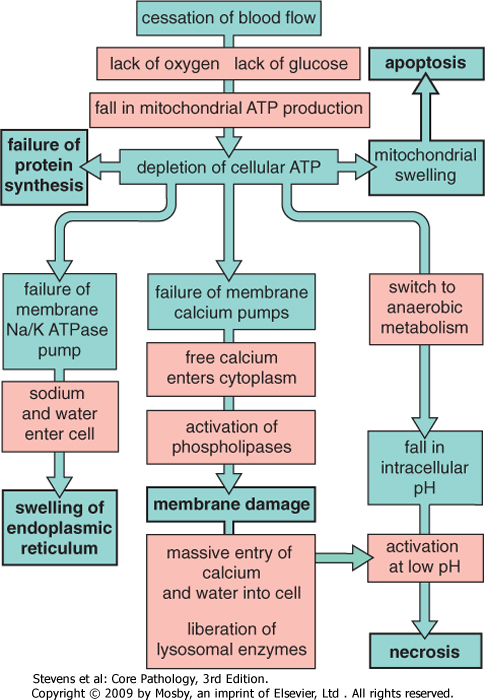 cessation of blood flow
lack of oxygen lack of glucose
fall in mitochondrial ATP production
apoptosis
failure of
protein
synthesis
depletion of cellular ATP
mitochondrial
swelling
failure of
membrane
Na/K ATPase
pump
sodium
and water
enter cell
swelling of
endoplasmic
reticulum
failure of membrane
calcium pumps
free calcium
enters cytoplasm
activation of
phospholipases
membrane damage
massive entry of
calcium
and water into cell
liberation of
lysosomal enzymes
switch to
anaerobic
metabolism
fall in
intracellular
pH
activation
at low pH
necrosis
Stevens et al: Core Pathology, 3rd Edition.
Copyright © 2009 by Mosby, an imprint of Elsevier, Ltd . All rights reserved.